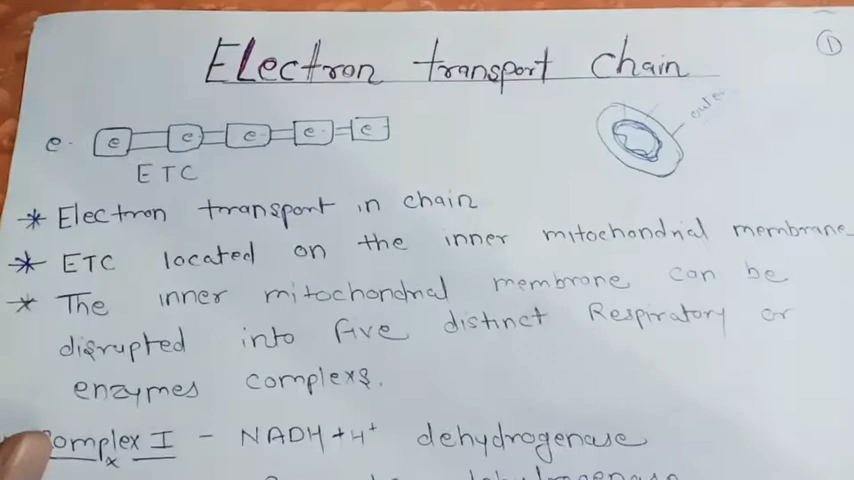 ①
Electron transport chain
outer
e⁻ e e e e e
ETC
* Electron transport in chain
* ETC located on the inner mitochondrial membrane
* The inner mitochondrial membrane can be
disrupted into five distinct Respiratory or
enzymes complexs.
Complex I - NADH+H⁺ dehydrogenase
dehydrogenase